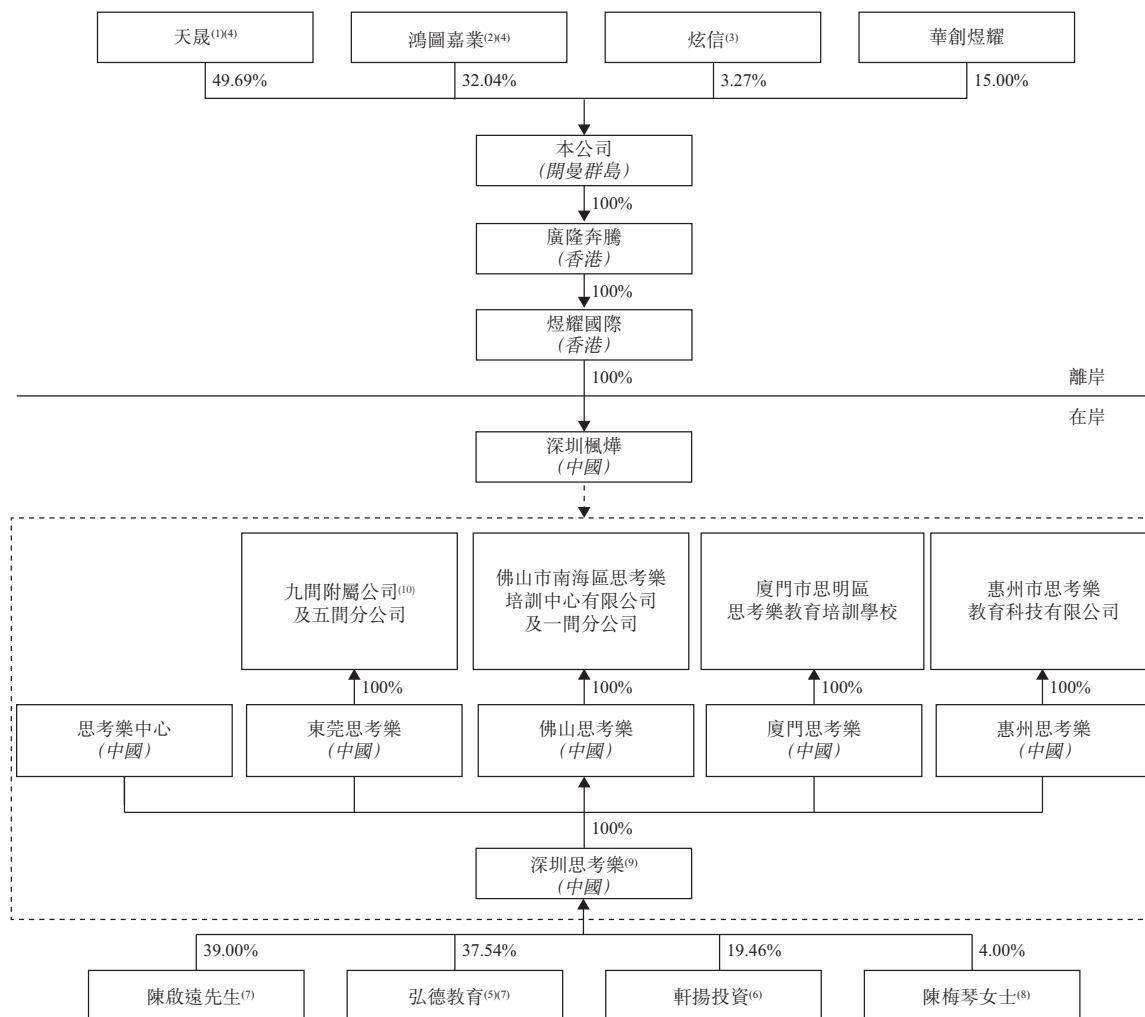 天晟(1)(4)
鴻圖嘉業(2)(4)
炫信(3)
華創煜耀
49.69%
32.04%
3.27%
15.00%
本公司
(開曼群島)
100%
廣隆奔騰
(香港)
100%
煜耀國際
(香港)
100%
離岸
在岸
深圳楓燁
(中國)
九間附屬公司(10)
及五間分公司
佛山市南海區思考樂
培訓中心有限公司
及一間分公司
廈門市思明區
思考樂教育培訓學校
惠州市思考樂
教育科技有限公司
100%
100%
100%
100%
思考樂中心
(中國)
東莞思考樂
(中國)
佛山思考樂
(中國)
廈門思考樂
(中國)
惠州思考樂
(中國)
100%
深圳思考樂(9)
(中國)
39.00%
37.54%
19.46%
4.00%
陳啟遠先生(7)
弘德教育(5)(7)
軒揚投資(6)
陳梅琴女士(8)